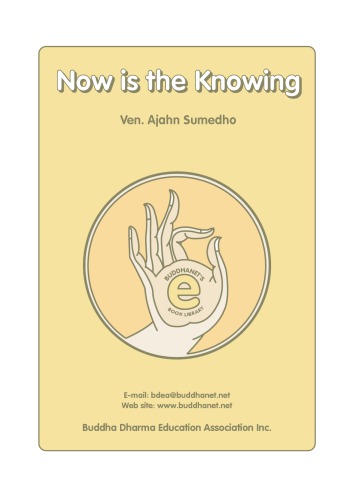 Now is the Knowing
Ven. Ajahn Sumedho
BUDDHANET'S
e
BOOK LIBRARY
E-mail: bdea@buddhanet.net
Web site: www.buddhanet.net
Buddha Dharma Education Association Inc.